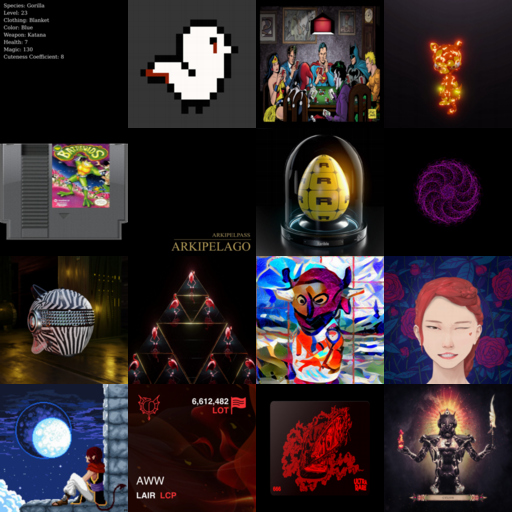 Species: Gorilla
Level: 23
Clothing: Blanket
Color: Blue
Weapon: Katana
Health: 7
Magic: 130
Cuteness Coefficient: 8
ARKIPELPASS
ARKIPELAGO
6,612,482
LOT
AWW
LAIR LCP